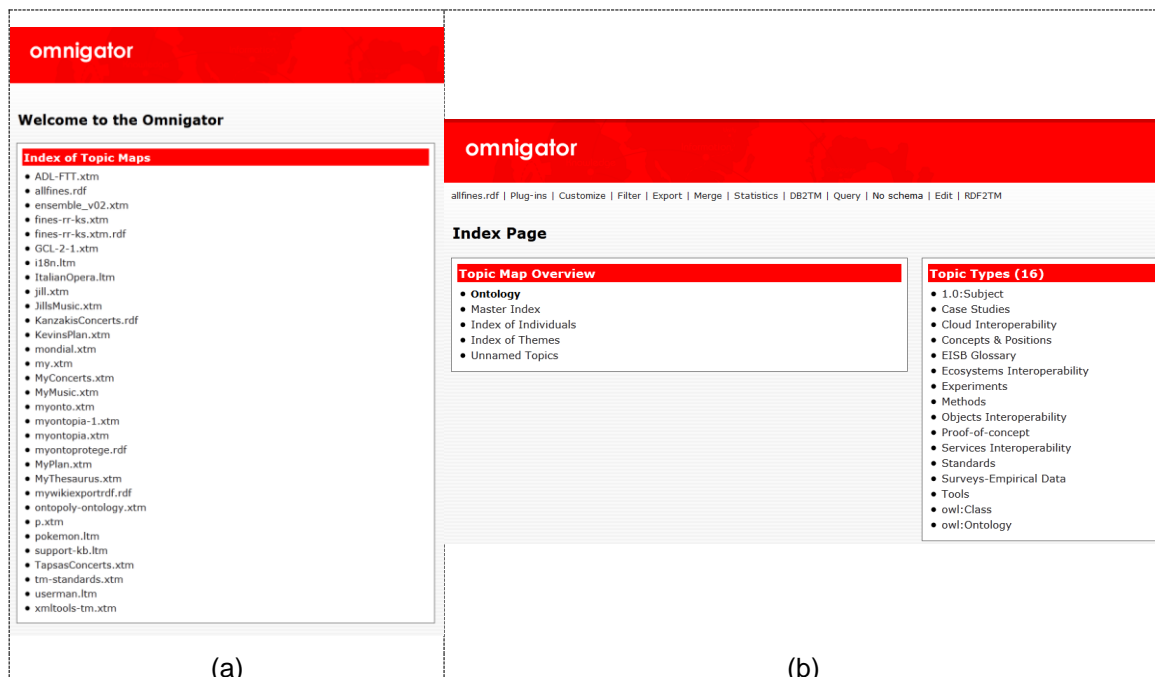 omnigator
Welcome to the Omnigator
Index of Topic Maps
ADL-FTT.xtm
allfines.rdf
ensemble_v02.xtm
fines-rr-ks.xtm
fines-rr-ks.xtm.rdf
GCL-2-1.xtm
i18n.ltm
ItalianOpera.ltm
jill.xtm
JillsMusic.xtm
KanzakisConcerts.rdf
KevinsPlan.xtm
mondial.xtm
my.xtm
MyConcerts.xtm
MyMusic.xtm
myonto.xtm
myontopia-1.xtm
myontopia.xtm
myontoprotege.rdf
MyPlan.xtm
MyThesaurus.xtm
mywikiexportrdf.rdf
ontopoly-ontology.xtm
p.xtm
pokemon.ltm
support-kb.ltm
TapsasConcerts.xtm
tm-standards.xtm
userman.ltm
xmltools-tm.xtm
(a)
omnigator
allfines.rdf | Plug-ins | Customize | Filter | Export | Merge | Statistics | DB2TM | Query | No schema | Edit | RDF2TM
Index Page
Topic Map Overview
Ontology
Master Index
Index of Individuals
Index of Themes
Unnamed Topics
Topic Types (16)
1.0:Subject
Case Studies
Cloud Interoperability
Concepts & Positions
EISB Glossary
Ecosystems Interoperability
Experiments
Methods
Objects Interoperability
Proof-of-concept
Services Interoperability
Standards
Surveys-Empirical Data
Tools
owl:Class
owl:Ontology
(b)